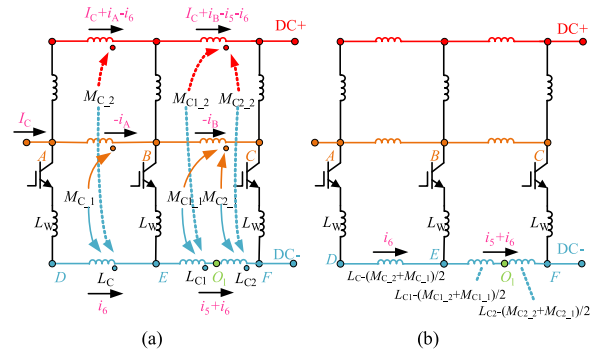 I_C+i_A-i_6 I_C+i_B-i_5-i_6
DC+ DC+
M_C_2 M_C1_2 M_C2_2
I_C -i_A -i_B
A B C A B C
M_C_1 M_C1_1 M_C2_
L_W L_W L_W L_W L_W L_W
i_6 i_5+i_6
DC- DC-
D E O_1 F D E O_1 F
L_C L_C1 L_C2
L_C-(M_C_2+M_C_1)/2
i_6 i_5+i_6
L_C1-(M_C1_2+M_C1_1)/2
L_C2-(M_C2_2+M_C2_1)/2
(a) (b)